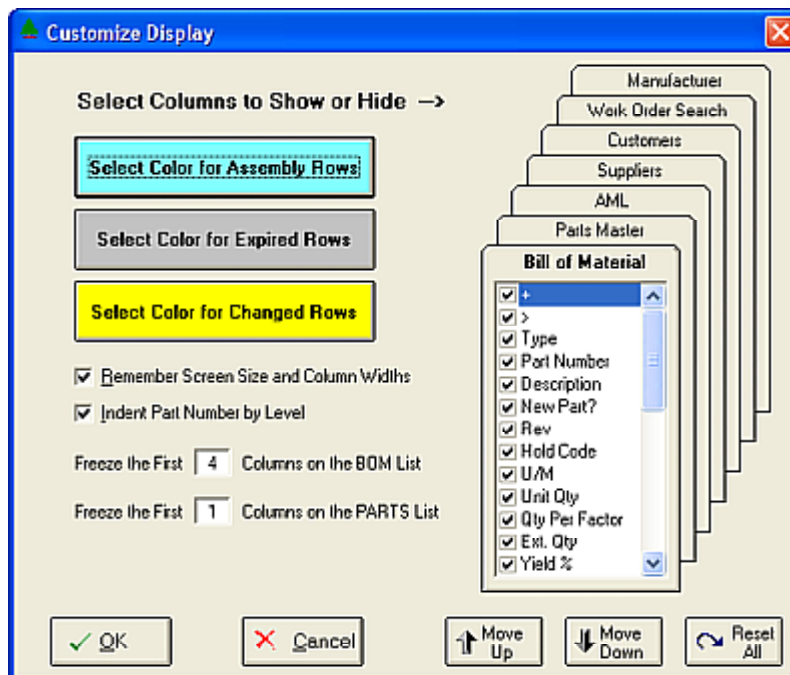 Customize Display
Select Columns to Show or Hide -->
Select Color for Assembly Rows
Select Color for Expired Rows
Select Color for Changed Rows
Remember Screen Size and Column Widths
Indent Part Number by Level
Freeze the First 4 Columns on the BOM List
Freeze the First 1 Columns on the PARTS List
Manufacturer
Work Order Search
Customers
Suppliers
AML
Parts Master
Bill of Material
+
>
Type
Part Number
Description
New Part?
Rev
Hold Code
U/M
Unit Qty
Qty Per Factor
Ext. Qty
Yield %
OK
Cancel
Move
Up
Move
Down
Reset
All